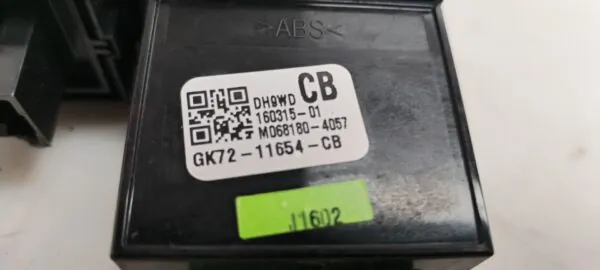 >ABS<
DH9WD CB
160315-01
M068180-4057
GK72-11654-CB
J1602